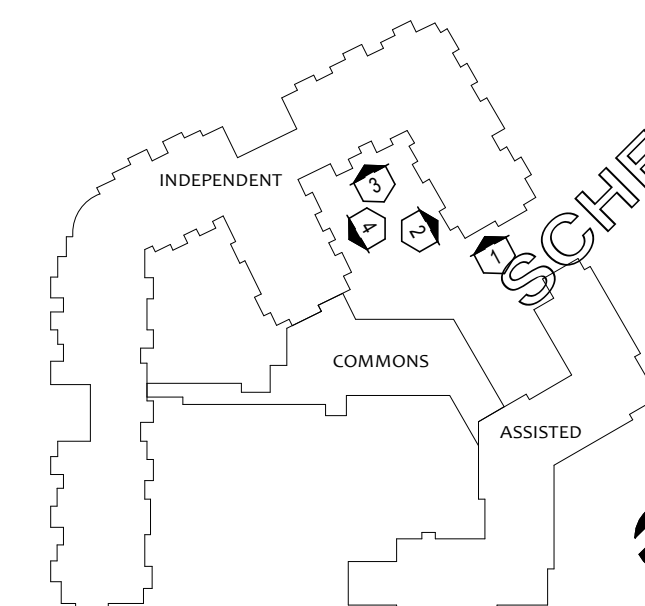 SCHE
INDEPENDENT
3
4
2
1
COMMONS
ASSISTED